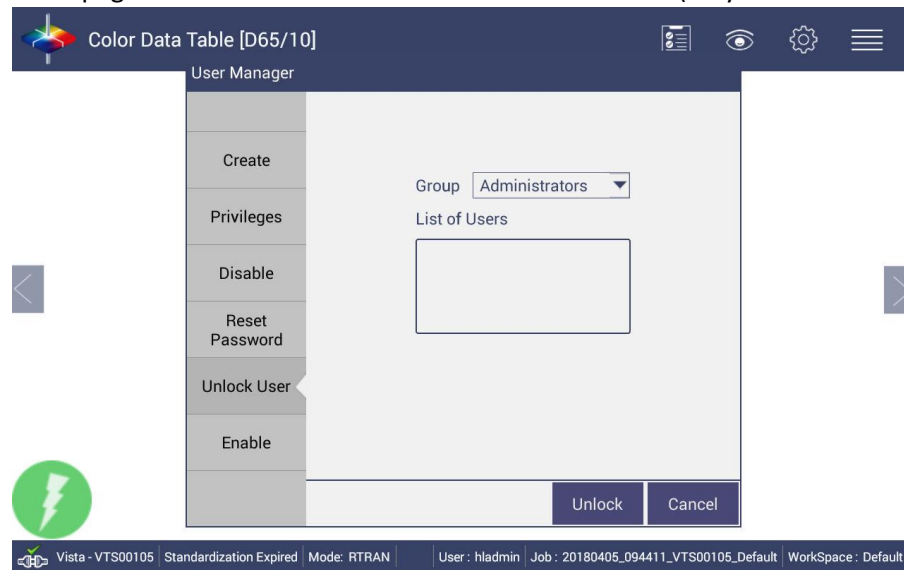 Color Data Table [D65/10]
User Manager
Create
Privileges
Disable
Reset
Password
Unlock User
Enable
Group Administrators
List of Users
Unlock Cancel
Vista - VTS00105 Standardization Expired Mode: RTRAN User : hladmin Job : 20180405_094411_VTS00105_Default WorkSpace : Default